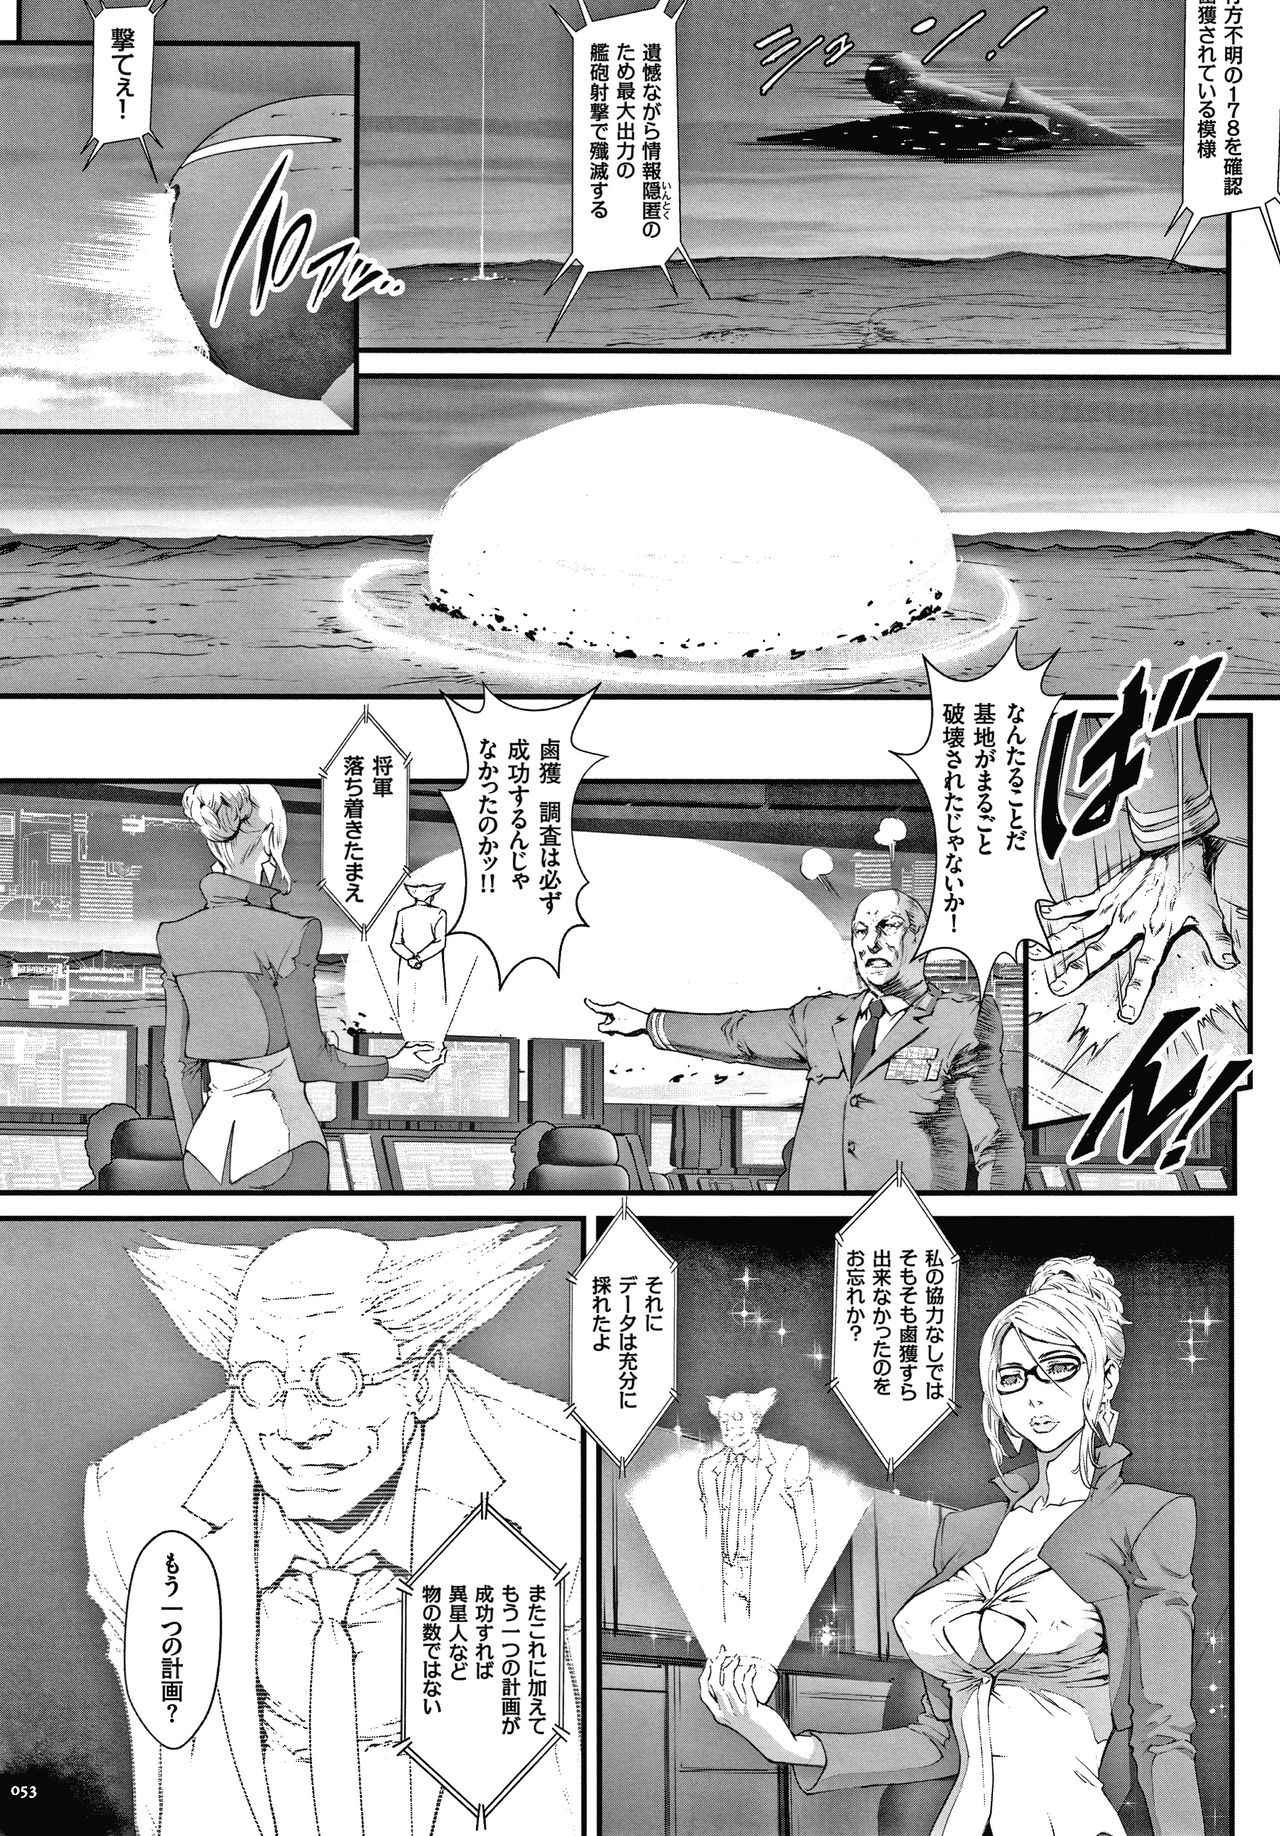 行方不明の178を確認
鹵獲されている模様
遺憾ながら情報隠匿の
いんとく
ため最大出力の
艦砲射撃で殲滅する
撃てぇ！
ルアッ‥
ばん！
なんたることだ
基地がまるごと
破壊されたじゃないか！
鹵獲 調査は必ず
成功するんじゃ
なかったのかッ!!
将軍
落ち着きたまえ
私の協力なしでは
そもそも鹵獲すら
出来なかったのを
お忘れか？
それに
データは充分に
採れたよ
またこれに加えて
もう一つの計画が
成功すれば
異星人など
物の数ではない
もう一つの計画？
053